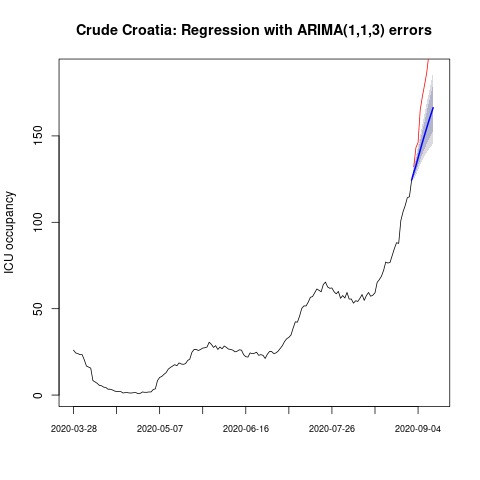 Crude Croatia: Regression with ARIMA(1,1,3) errors
ICU occupancy
150
100
50
0
2020-03-28 2020-05-07 2020-06-16 2020-07-26 2020-09-04